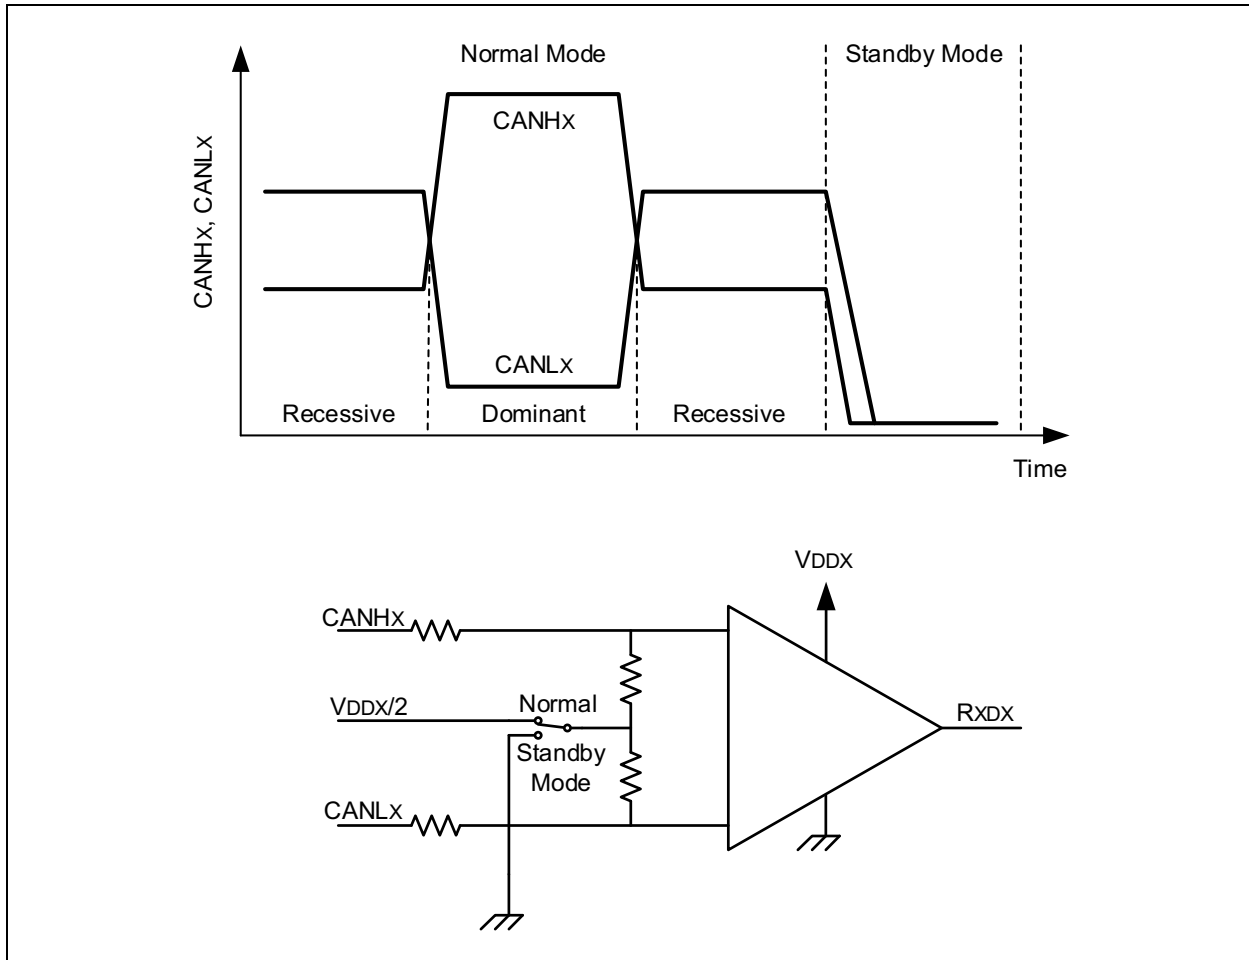 Normal Mode
Standby Mode
CANHX, CANLX
CANHX
CANLX
Recessive
Dominant
Recessive
Time
VDDX
CANHX
VDDX/2
Normal
Standby
Mode
CANLX
RXDX